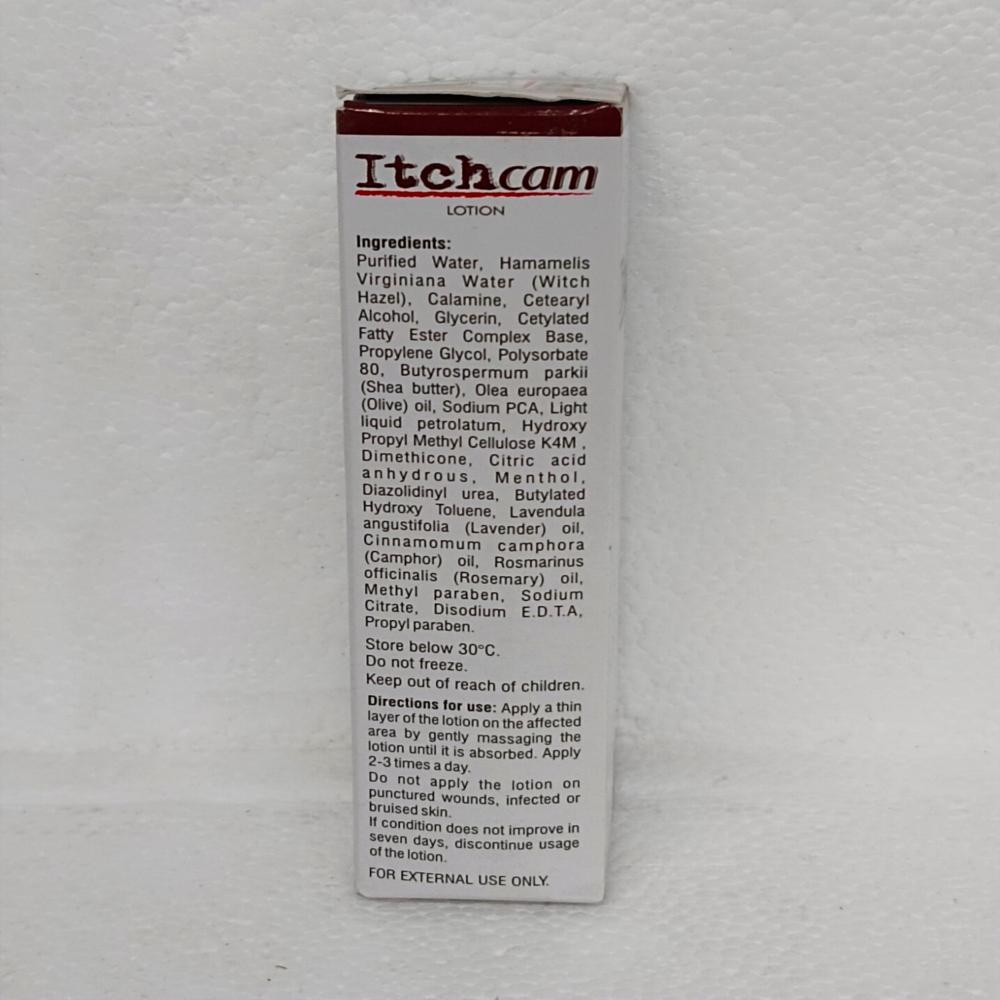 Itchcam
LOTION
Ingredients:
Purified Water, Hamamelis
Virginiana Water (Witch
Hazel), Calamine, Cetearyl
Alcohol, Glycerin, Cetylated
Fatty Ester Complex Base,
Propylene Glycol, Polysorbate
80, Butyrospermum parkii
(Shea butter), Olea europaea
(Olive) oil, Sodium PCA, Light
liquid petrolatum, Hydroxy
Propyl Methyl Cellulose K4M ,
Dimethicone, Citric acid
anhydrous, Menthol,
Diazolidinyl urea, Butylated
Hydroxy Toluene, Lavendula
angustifolia (Lavender) oil,
Cinnamomum camphora
(Camphor) oil, Rosmarinus
officinalis (Rosemary) oil,
Methyl paraben, Sodium
Citrate, Disodium E.D.T.A,
Propyl paraben.
Store below 30°C.
Do not freeze.
Keep out of reach of children.
Directions for use: Apply a thin
layer of the lotion on the affected
area by gently massaging the
lotion until it is absorbed. Apply
2-3 times a day.
Do not apply the lotion on
punctured wounds, infected or
bruised skin.
If condition does not improve in
seven days, discontinue usage
of the lotion.
FOR EXTERNAL USE ONLY.